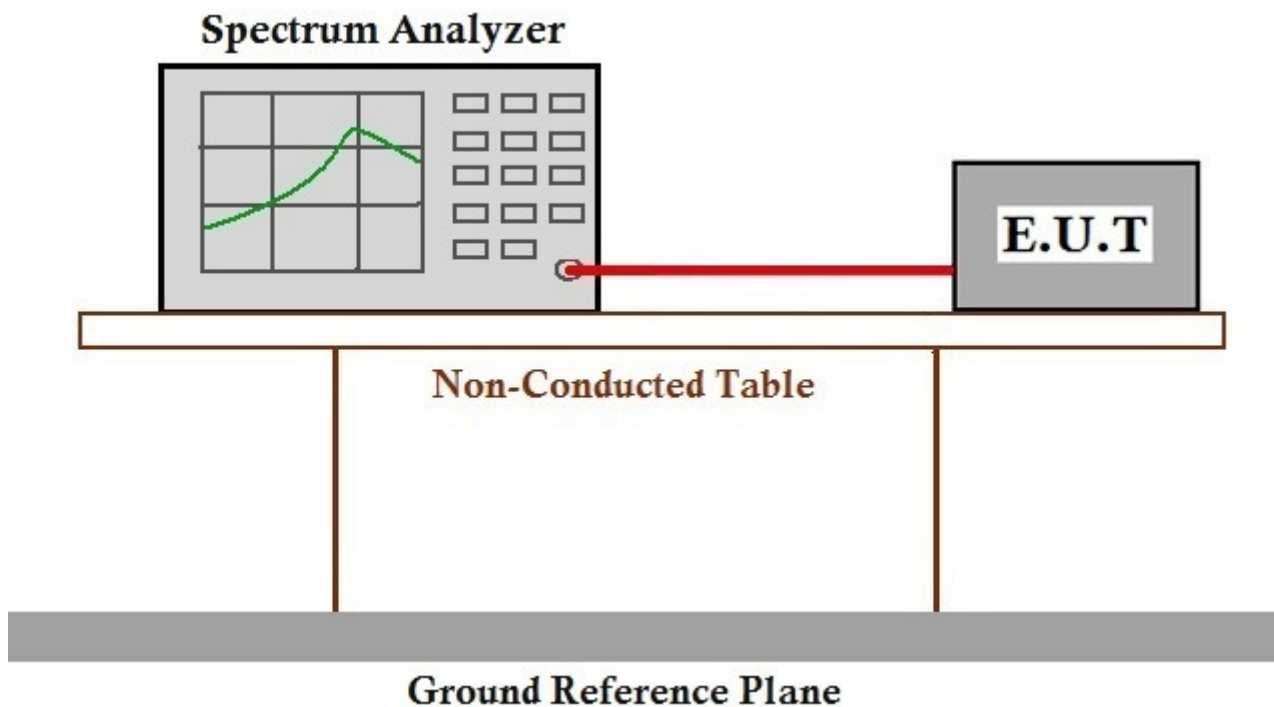 Spectrum Analyzer
E.U.T
Non-Conducted Table
Ground Reference Plane